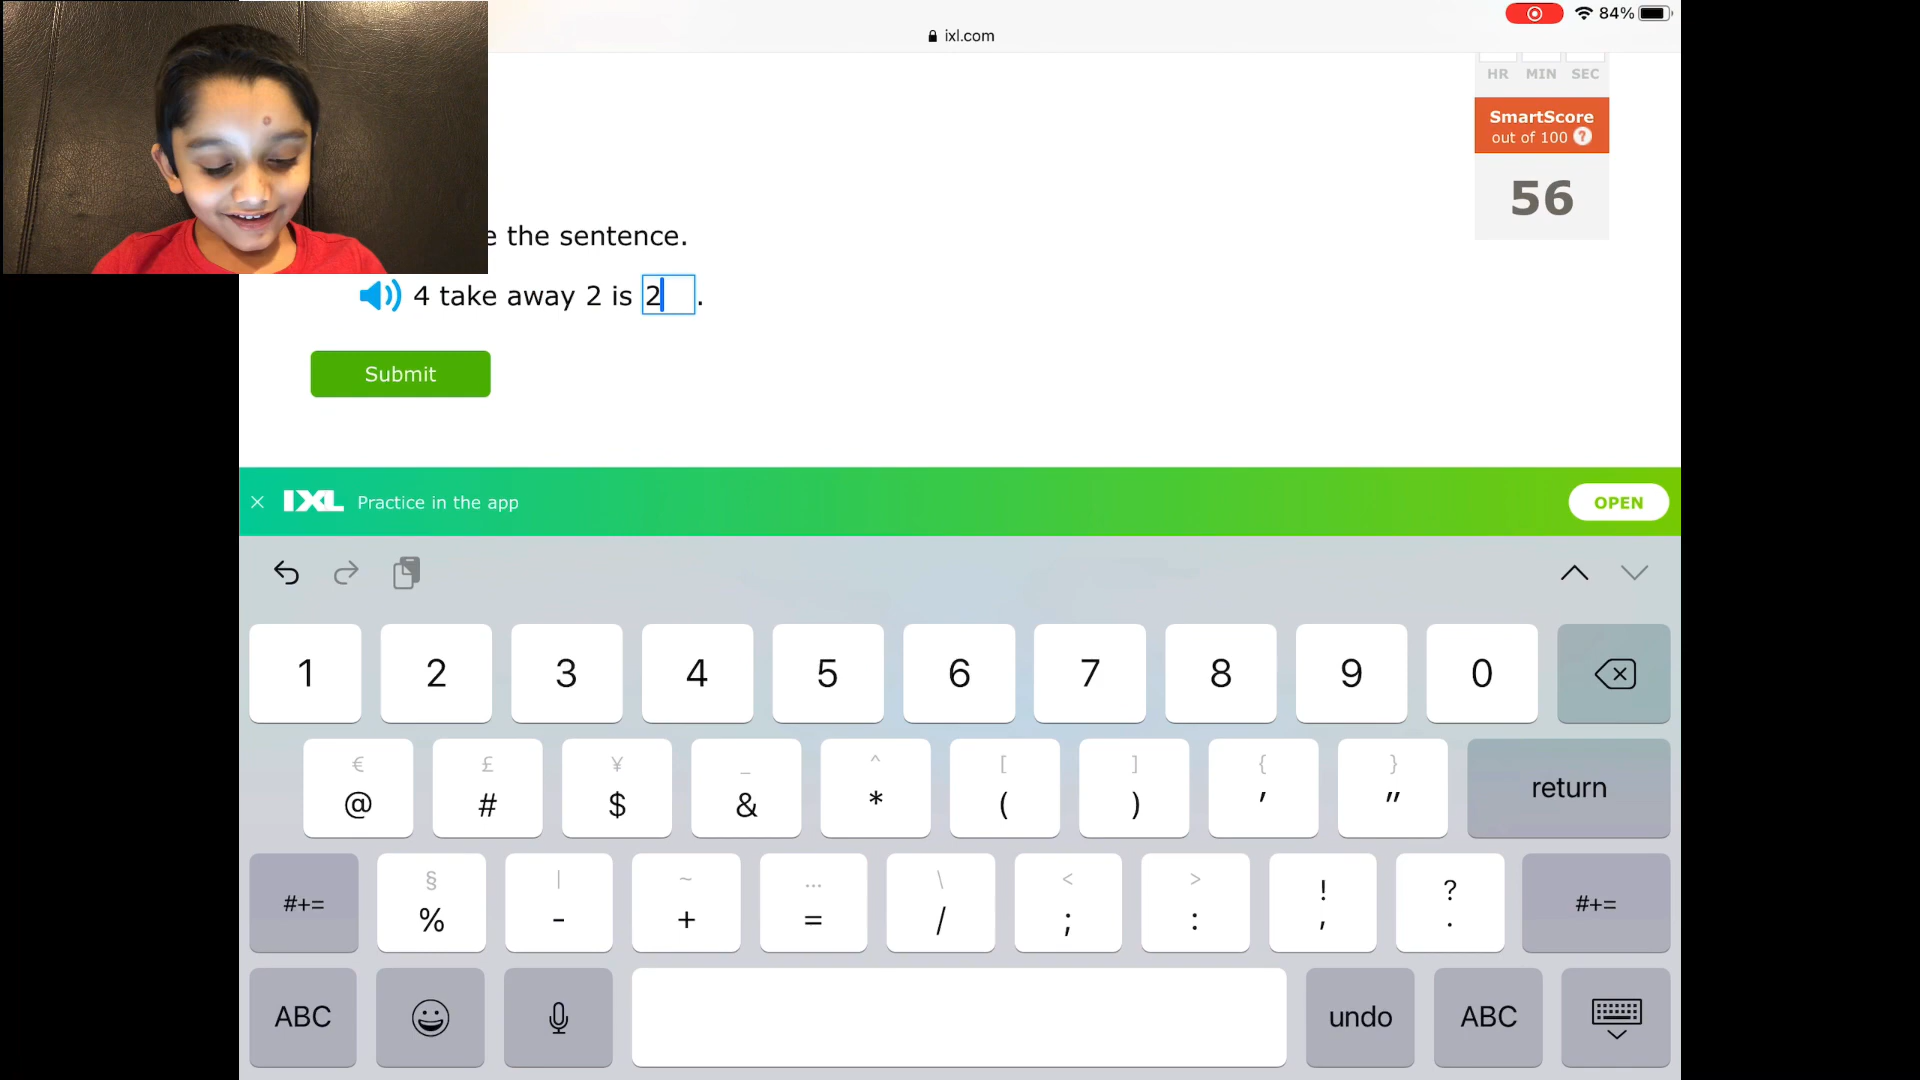 84%
ixl.com
HR MIN SEC
SmartScore
out of 100 ?
56
e the sentence.
4 take away 2 is 2.
Submit
IXL Practice in the app
OPEN
1 2 3 4 5 6 7 8 9 0
€ £ ¥ _ ^ [ ] { }
@ # $ & * ( ) ' "
return
§ | ~ … \ < > ! ?
#+= % - + = / ; : , . #+=
ABC undo ABC